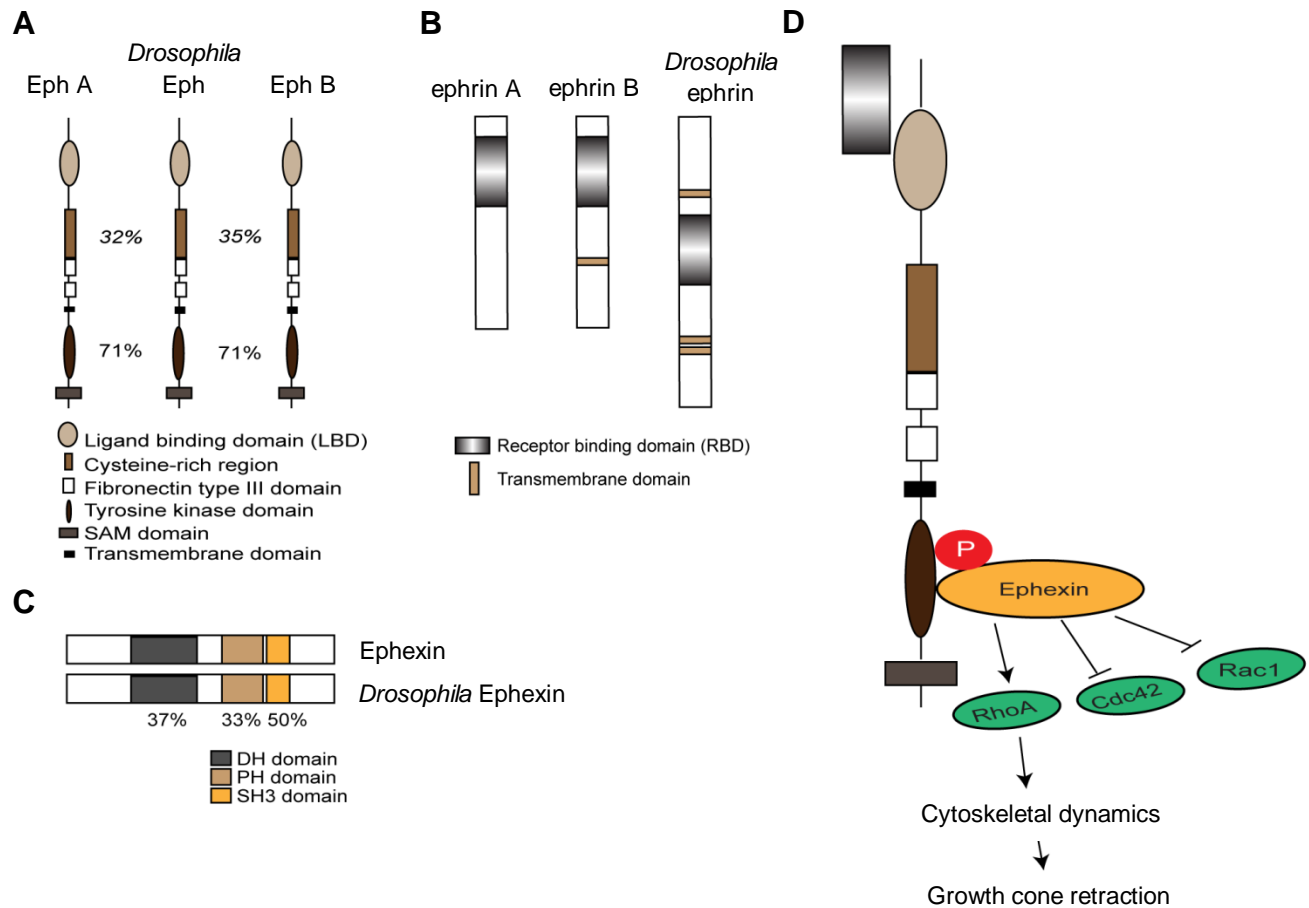 A
Drosophila
Eph A Eph Eph B
32% 35%
71% 71%
Ligand binding domain (LBD)
Cysteine-rich region
Fibronectin type III domain
Tyrosine kinase domain
SAM domain
Transmembrane domain
B
ephrin A ephrin B Drosophila
ephrin
Receptor binding domain (RBD)
Transmembrane domain
C
Ephexin
Drosophila Ephexin
37% 33% 50%
DH domain
PH domain
SH3 domain
D
P
Ephexin
RhoA Cdc42 Rac1
Cytoskeletal dynamics
Growth cone retraction